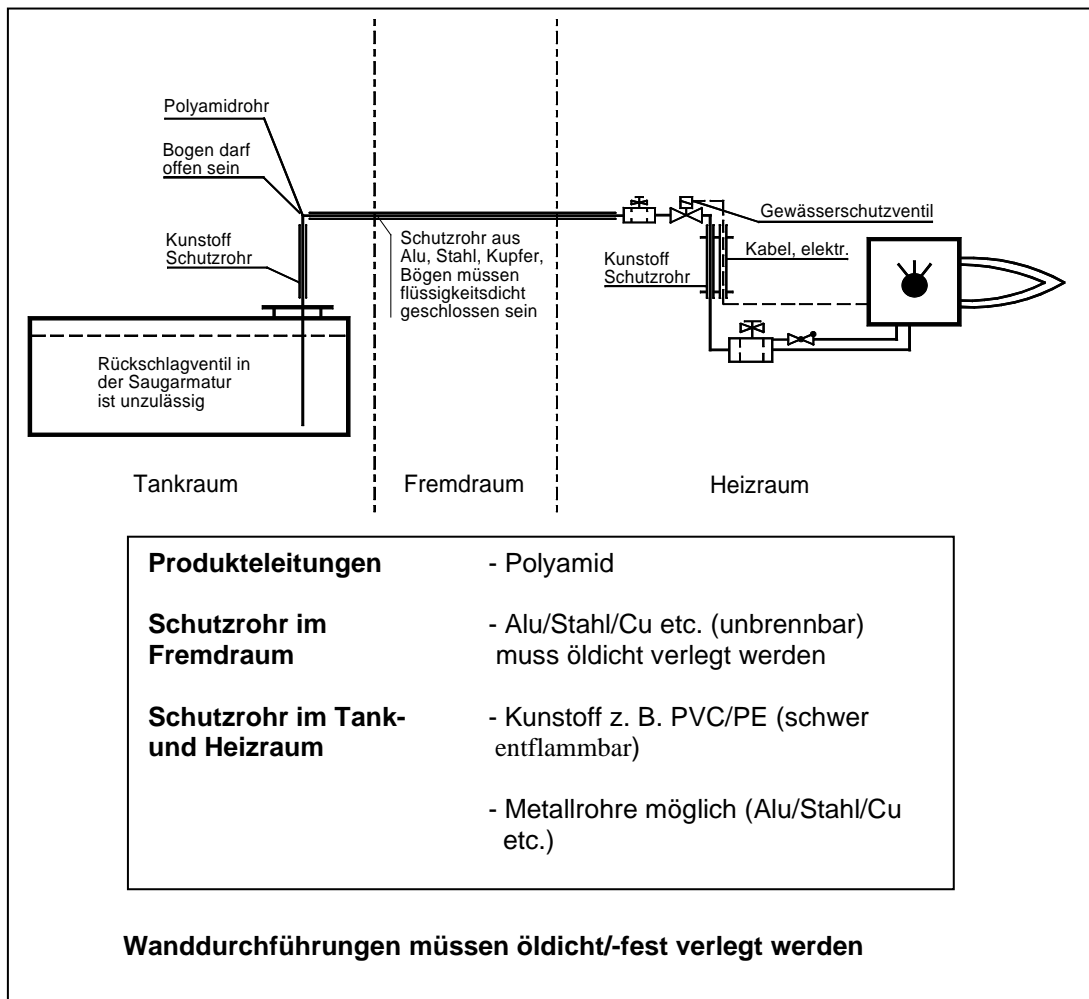 Polyamidrohr
Bogen darf
offen sein
Kunstoff
Schutzrohr
Schutzrohr aus
Alu, Stahl, Kupfer,
Bögen müssen
flüssigkeitsdicht
geschlossen sein
Kunstoff
Schutzrohr
Gewässerschutzventil
Kabel, elektr.
Rückschlagventil in
der Saugarmatur
ist unzulässig
Tankraum
Fremdraum
Heizraum
Produkteleitungen - Polyamid
Schutzrohr im - Alu/Stahl/Cu etc. (unbrennbar)
Fremdraum muss öldicht verlegt werden
Schutzrohr im Tank- - Kunstoff z. B. PVC/PE (schwer
und Heizraum entflammbar)
- Metallrohre möglich (Alu/Stahl/Cu
etc.)
Wanddurchführungen müssen öldicht/-fest verlegt werden